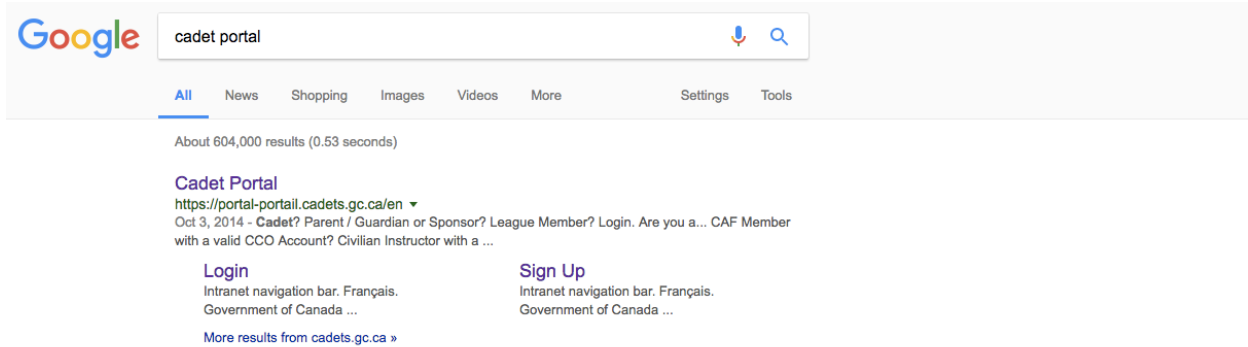 Google
cadet portal
All News Shopping Images Videos More Settings Tools
About 604,000 results (0.53 seconds)
Cadet Portal
https://portal-portail.cadets.gc.ca/en
Oct 3, 2014 - Cadet? Parent / Guardian or Sponsor? League Member? Login. Are you a... CAF Member
with a valid CCO Account? Civilian Instructor with a ...
Login Sign Up
Intranet navigation bar. Français. Intranet navigation bar. Français.
Government of Canada ... Government of Canada ...
More results from cadets.gc.ca »